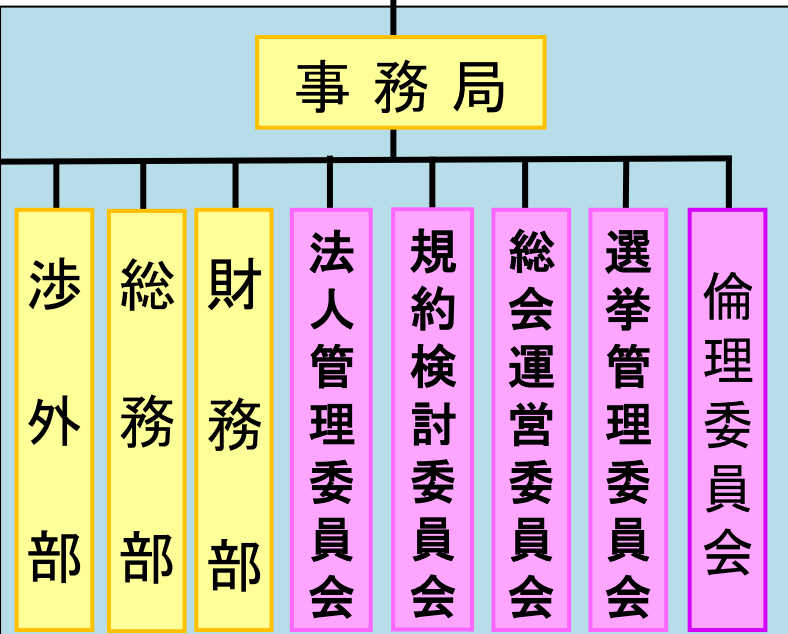 事務局
渉外部
総務部
財務部
法人管理委員会
規約検討委員会
総会運営委員会
選挙管理委員会
倫理委員会